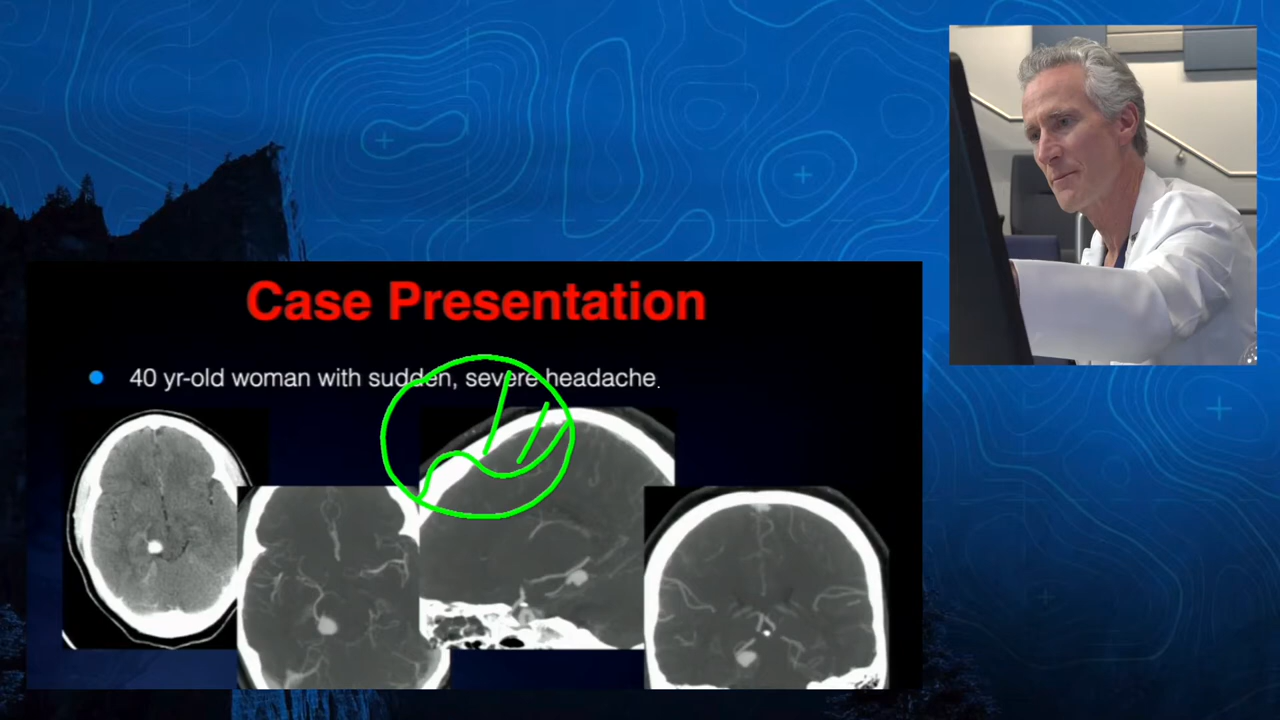 Case Presentation
40 yr-old woman with sudden, severe headache.